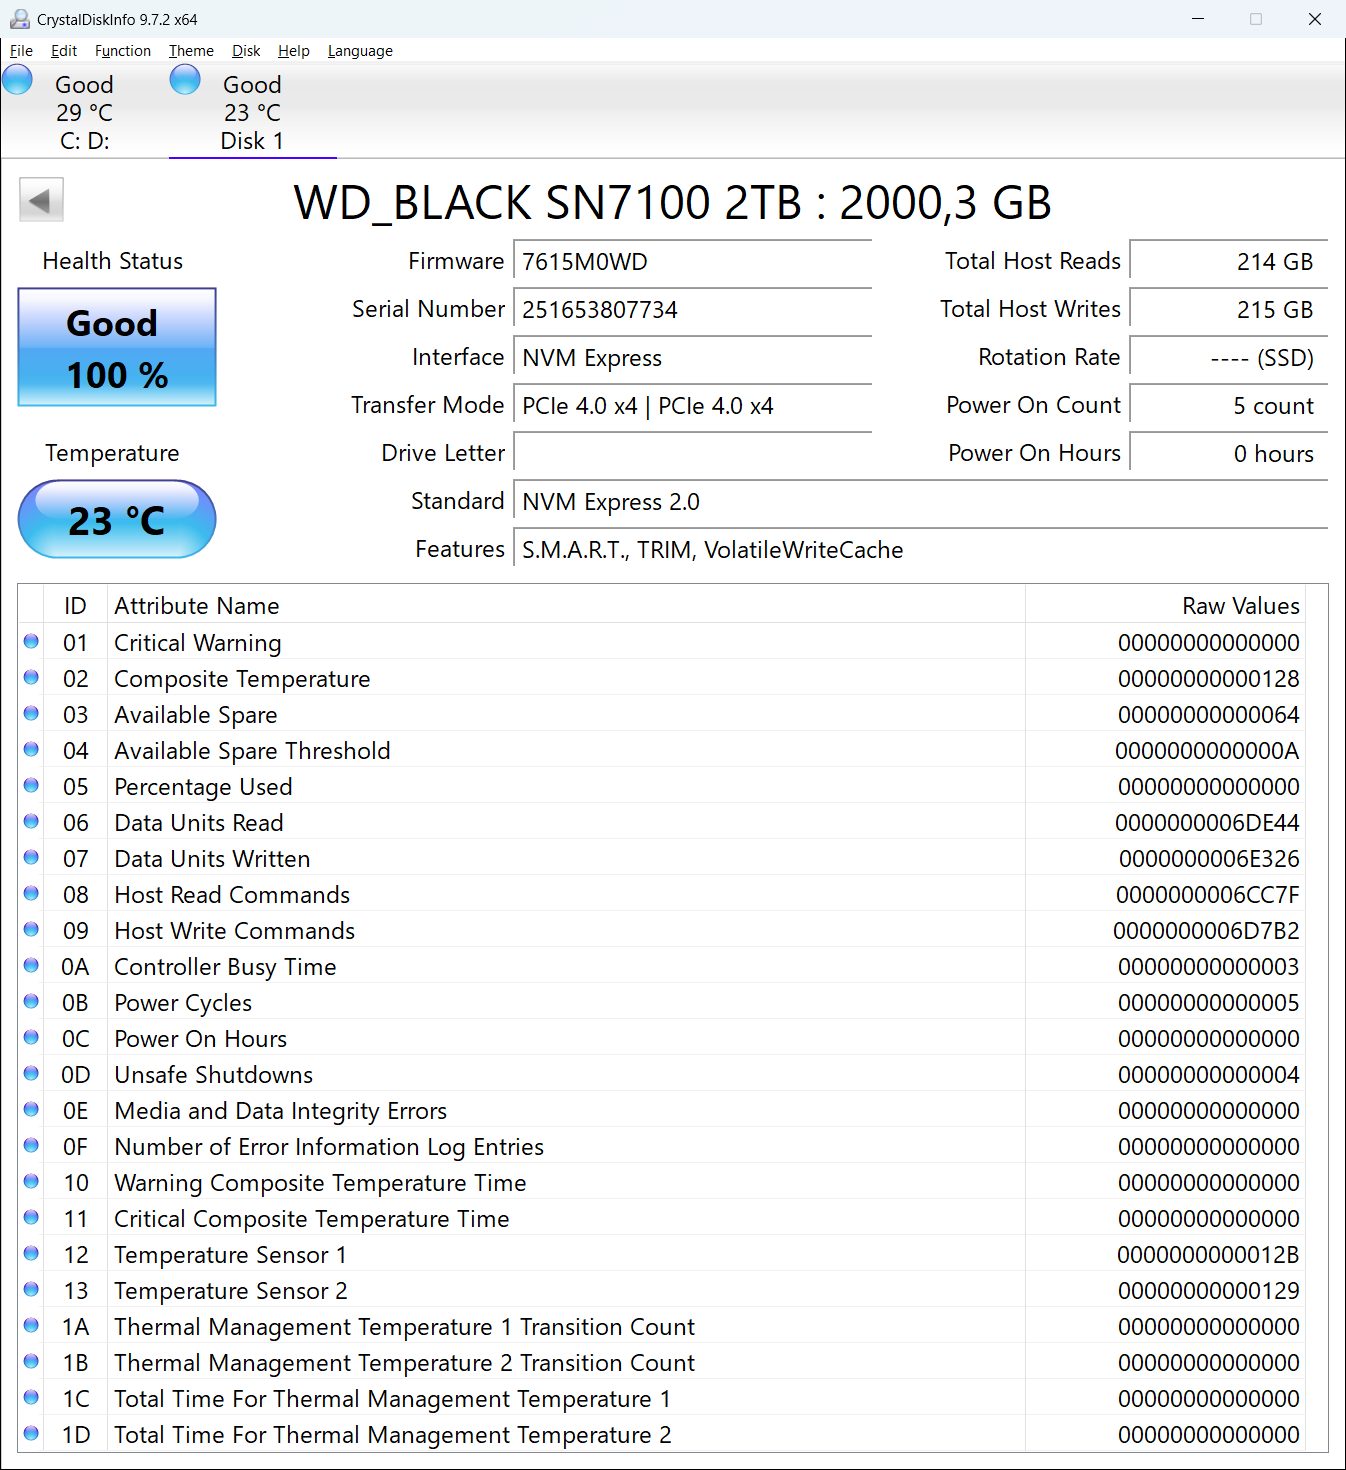 CrystalDiskInfo 9.7.2 x64
File Edit Function Theme Disk Help Language
Good
29 °C
C: D:
Good
23 °C
Disk 1
WD_BLACK SN7100 2TB : 2000,3 GB
Health Status
Good
100 %
Temperature
23 °C
Firmware 7615M0WD
Serial Number 251653807734
Interface NVM Express
Transfer Mode PCIe 4.0 x4 | PCIe 4.0 x4
Drive Letter
Standard NVM Express 2.0
Features S.M.A.R.T., TRIM, VolatileWriteCache
Total Host Reads 214 GB
Total Host Writes 215 GB
Rotation Rate ---- (SSD)
Power On Count 5 count
Power On Hours 0 hours
ID Attribute Name Raw Values
01 Critical Warning 00000000000000
02 Composite Temperature 00000000000128
03 Available Spare 00000000000064
04 Available Spare Threshold 0000000000000A
05 Percentage Used 00000000000000
06 Data Units Read 0000000006DE44
07 Data Units Written 0000000006E326
08 Host Read Commands 0000000006CC7F
09 Host Write Commands 0000000006D7B2
0A Controller Busy Time 00000000000003
0B Power Cycles 00000000000005
0C Power On Hours 00000000000000
0D Unsafe Shutdowns 00000000000004
0E Media and Data Integrity Errors 00000000000000
0F Number of Error Information Log Entries 00000000000000
10 Warning Composite Temperature Time 00000000000000
11 Critical Composite Temperature Time 00000000000000
12 Temperature Sensor 1 0000000000012B
13 Temperature Sensor 2 00000000000129
1A Thermal Management Temperature 1 Transition Count 00000000000000
1B Thermal Management Temperature 2 Transition Count 00000000000000
1C Total Time For Thermal Management Temperature 1 00000000000000
1D Total Time For Thermal Management Temperature 2 00000000000000